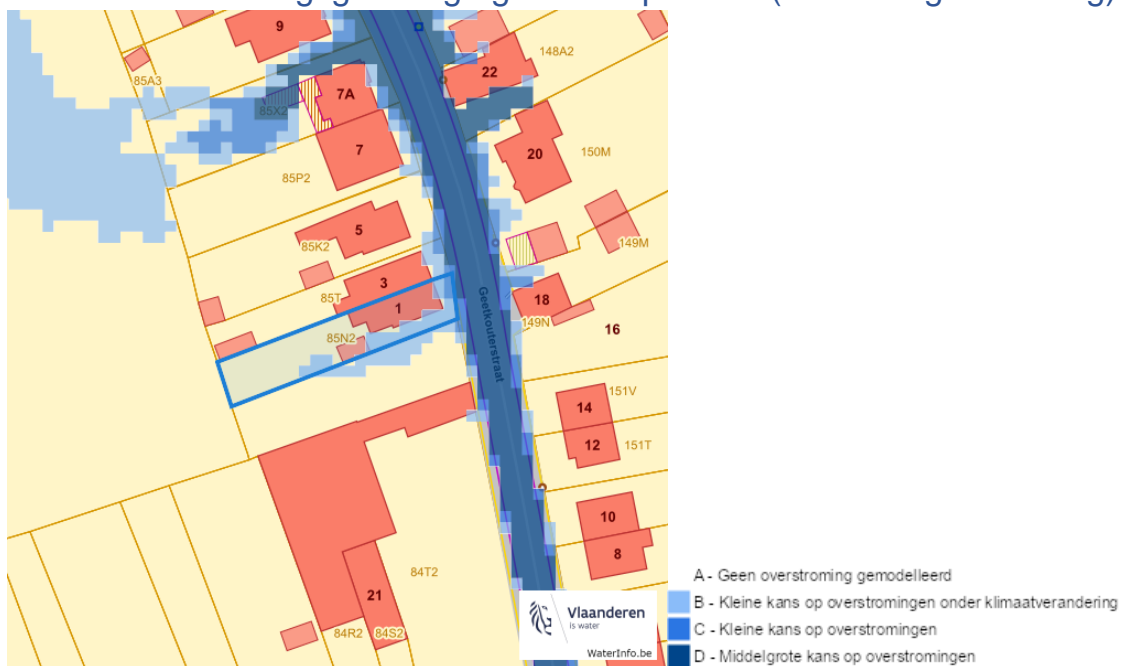 9
148A2
22
85A3
7A
85X2
7
20
150M
85P2
5
149M
85K2
3
85T
1
18
Geetkouterstraat
149N
16
85N2
151V
14
12
151T
10
8
84T2
21
84R2
84S2
Vlaanderen
is water
WaterInfo.be
A - Geen overstroming gemodelleerd
B - Kleine kans op overstromingen onder klimaatverandering
C - Kleine kans op overstromingen
D - Middelgrote kans op overstromingen